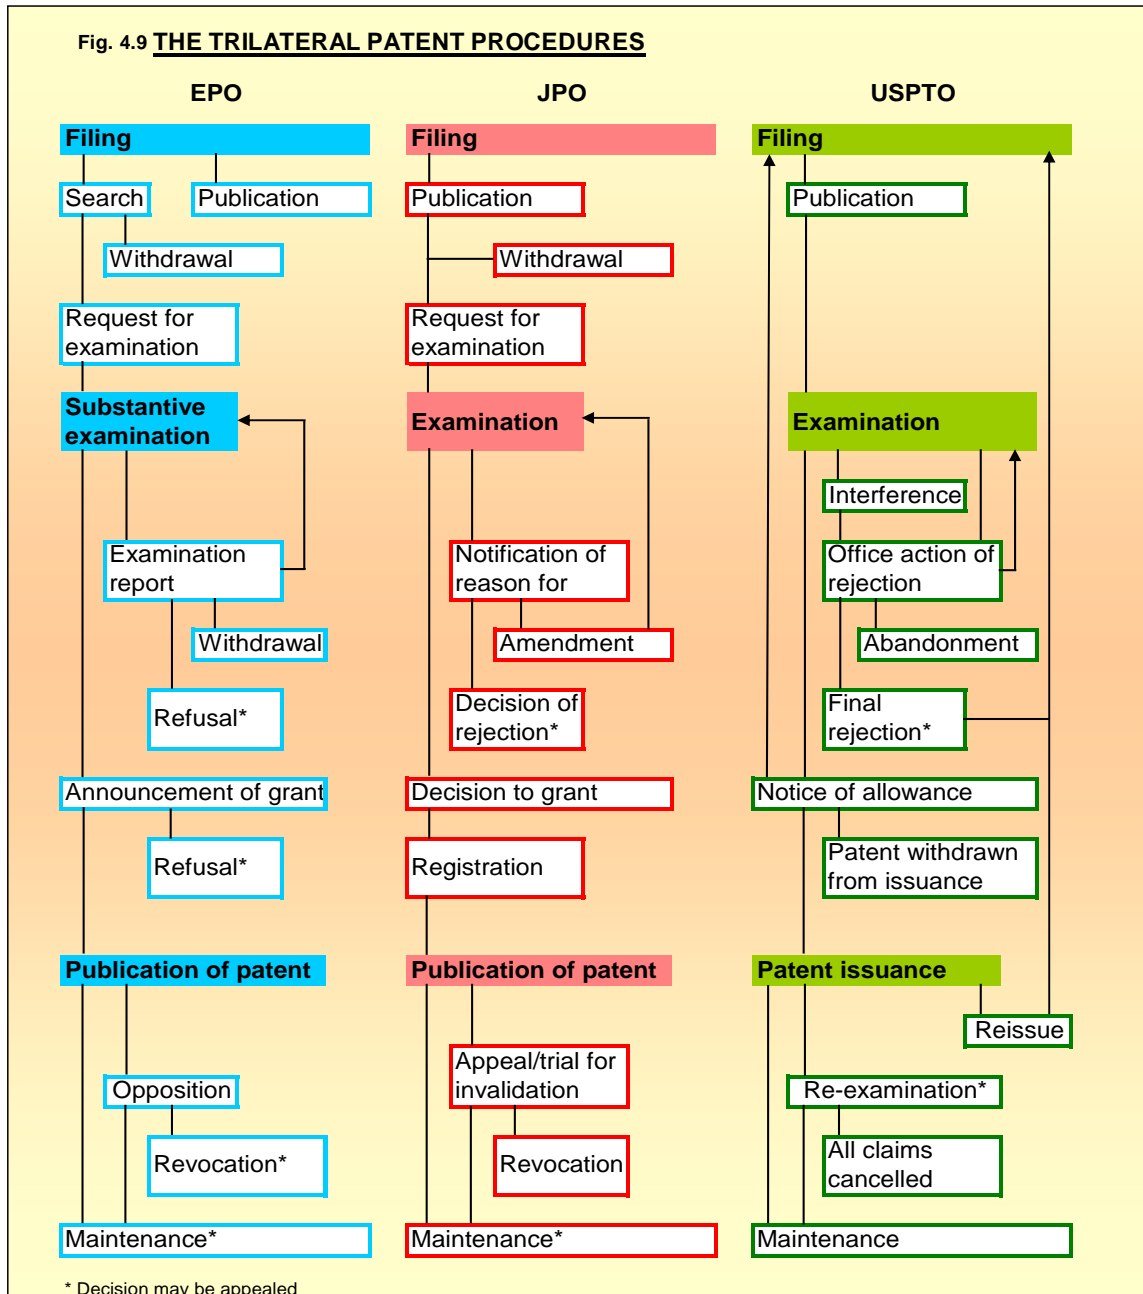 Fig. 4.9 THE TRILATERAL PATENT PROCEDURES
EPO
Filing
Search
Publication
Withdrawal
Request for
examination
Substantive
examination
Examination
report
Withdrawal
Refusal*
Announcement of grant
Refusal*
Publication of patent
Opposition
Revocation*
Maintenance*
JPO
Filing
Publication
Withdrawal
Request for
examination
Examination
Notification of
reason for
Amendment
Decision of
rejection*
Decision to grant
Registration
Publication of patent
Appeal/trial for
invalidation
Revocation
Maintenance*
USPTO
Filing
Publication
Examination
Interference
Office action of
rejection
Abandonment
Final
rejection*
Notice of allowance
Patent withdrawn
from issuance
Patent issuance
Reissue
Re-examination*
All claims
cancelled
Maintenance
* Decision may be appealed